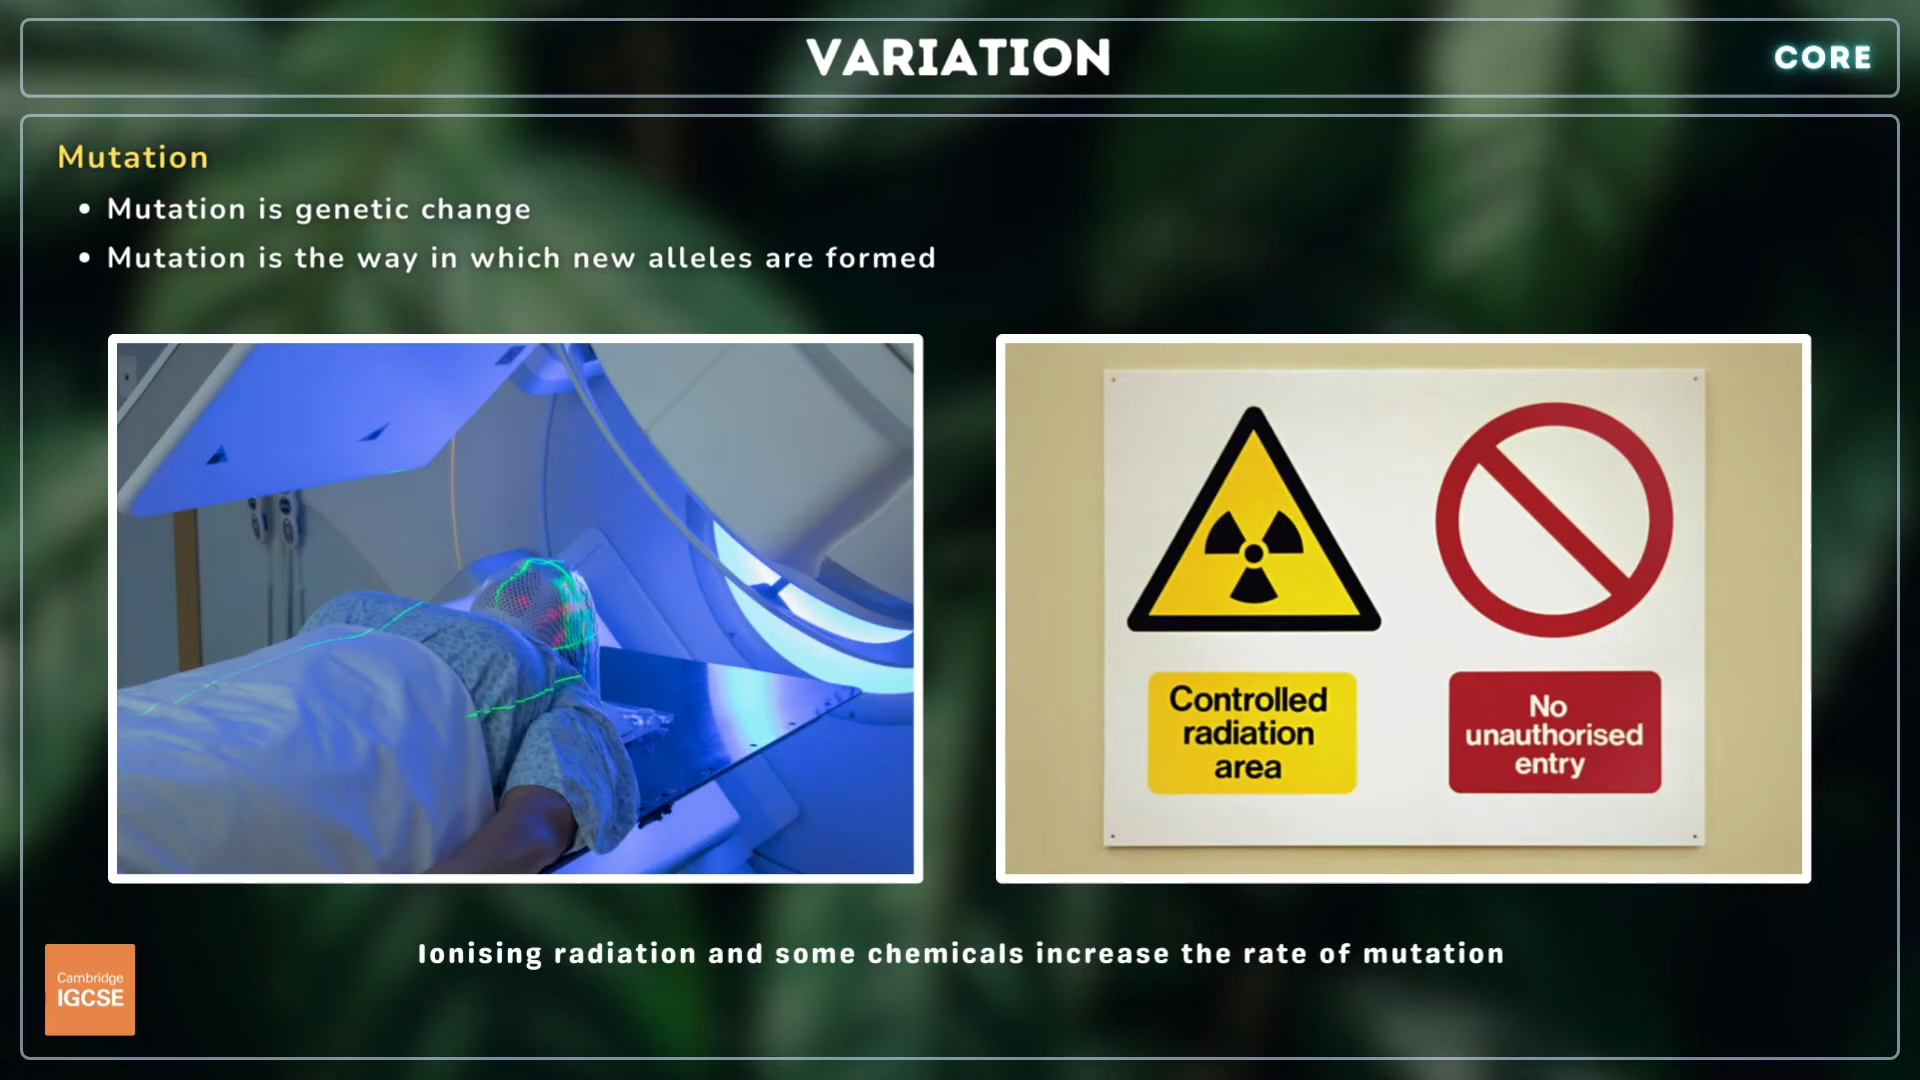 VARIATION
CORE
Mutation
• Mutation is genetic change
• Mutation is the way in which new alleles are formed
Controlled
radiation
area
No
unauthorised
entry
Ionising radiation and some chemicals increase the rate of mutation
Cambridge
IGCSE